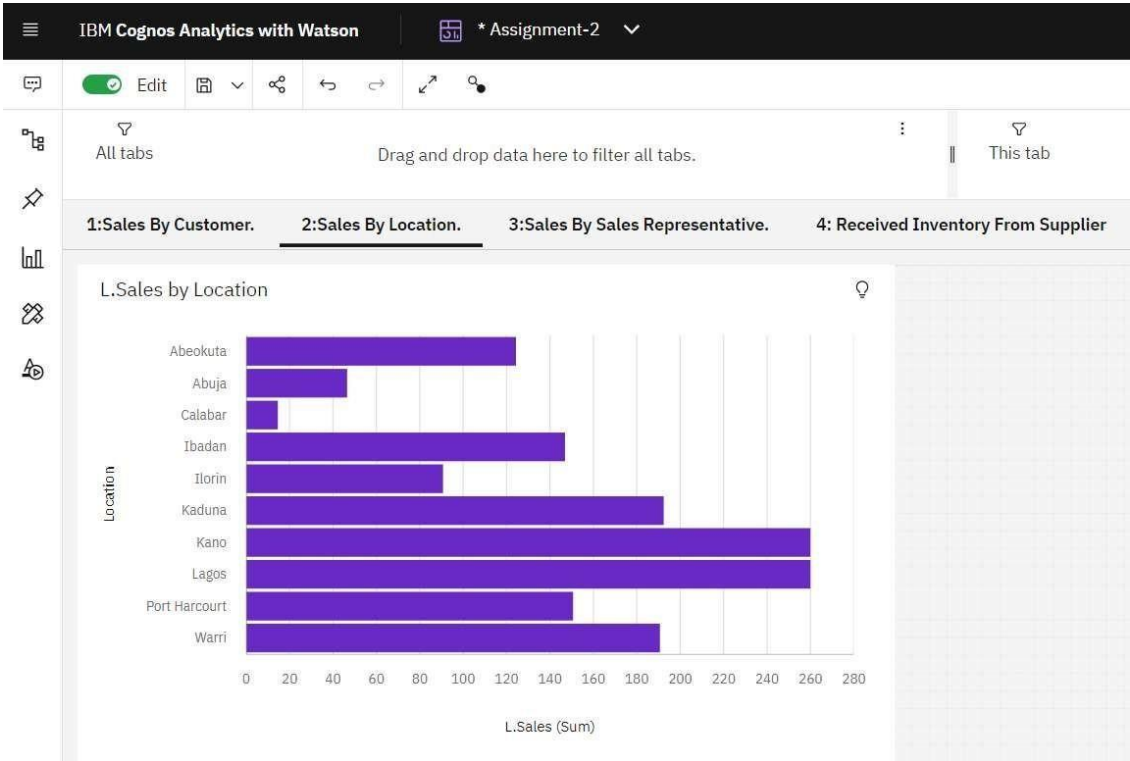 IBM Cognos Analytics with Watson
* Assignment-2
Edit
All tabs
Drag and drop data here to filter all tabs.
This tab
1:Sales By Customer. 2:Sales By Location. 3:Sales By Sales Representative. 4: Received Inventory From Supplier
L.Sales by Location
Location
Abeokuta
Abuja
Calabar
Ibadan
Ilorin
Kaduna
Kano
Lagos
Port Harcourt
Warri
0 20 40 60 80 100 120 140 160 180 200 220 240 260 280
L.Sales (Sum)